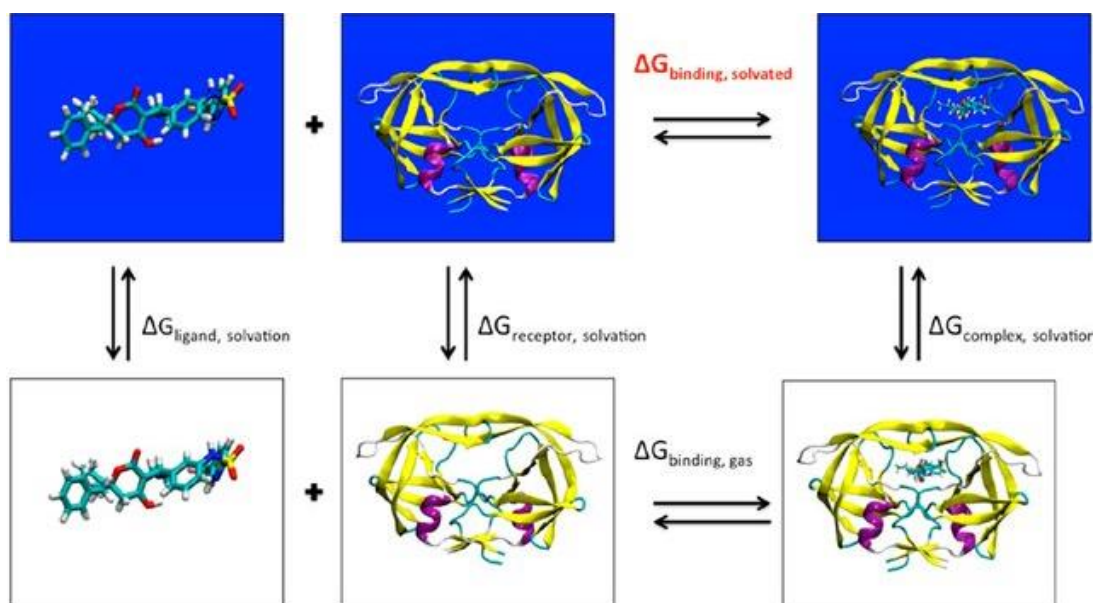 +
ΔGbinding, solvated
ΔGligand, solvation
ΔGreceptor, solvation
ΔGcomplex, solvation
+
ΔGbinding, gas